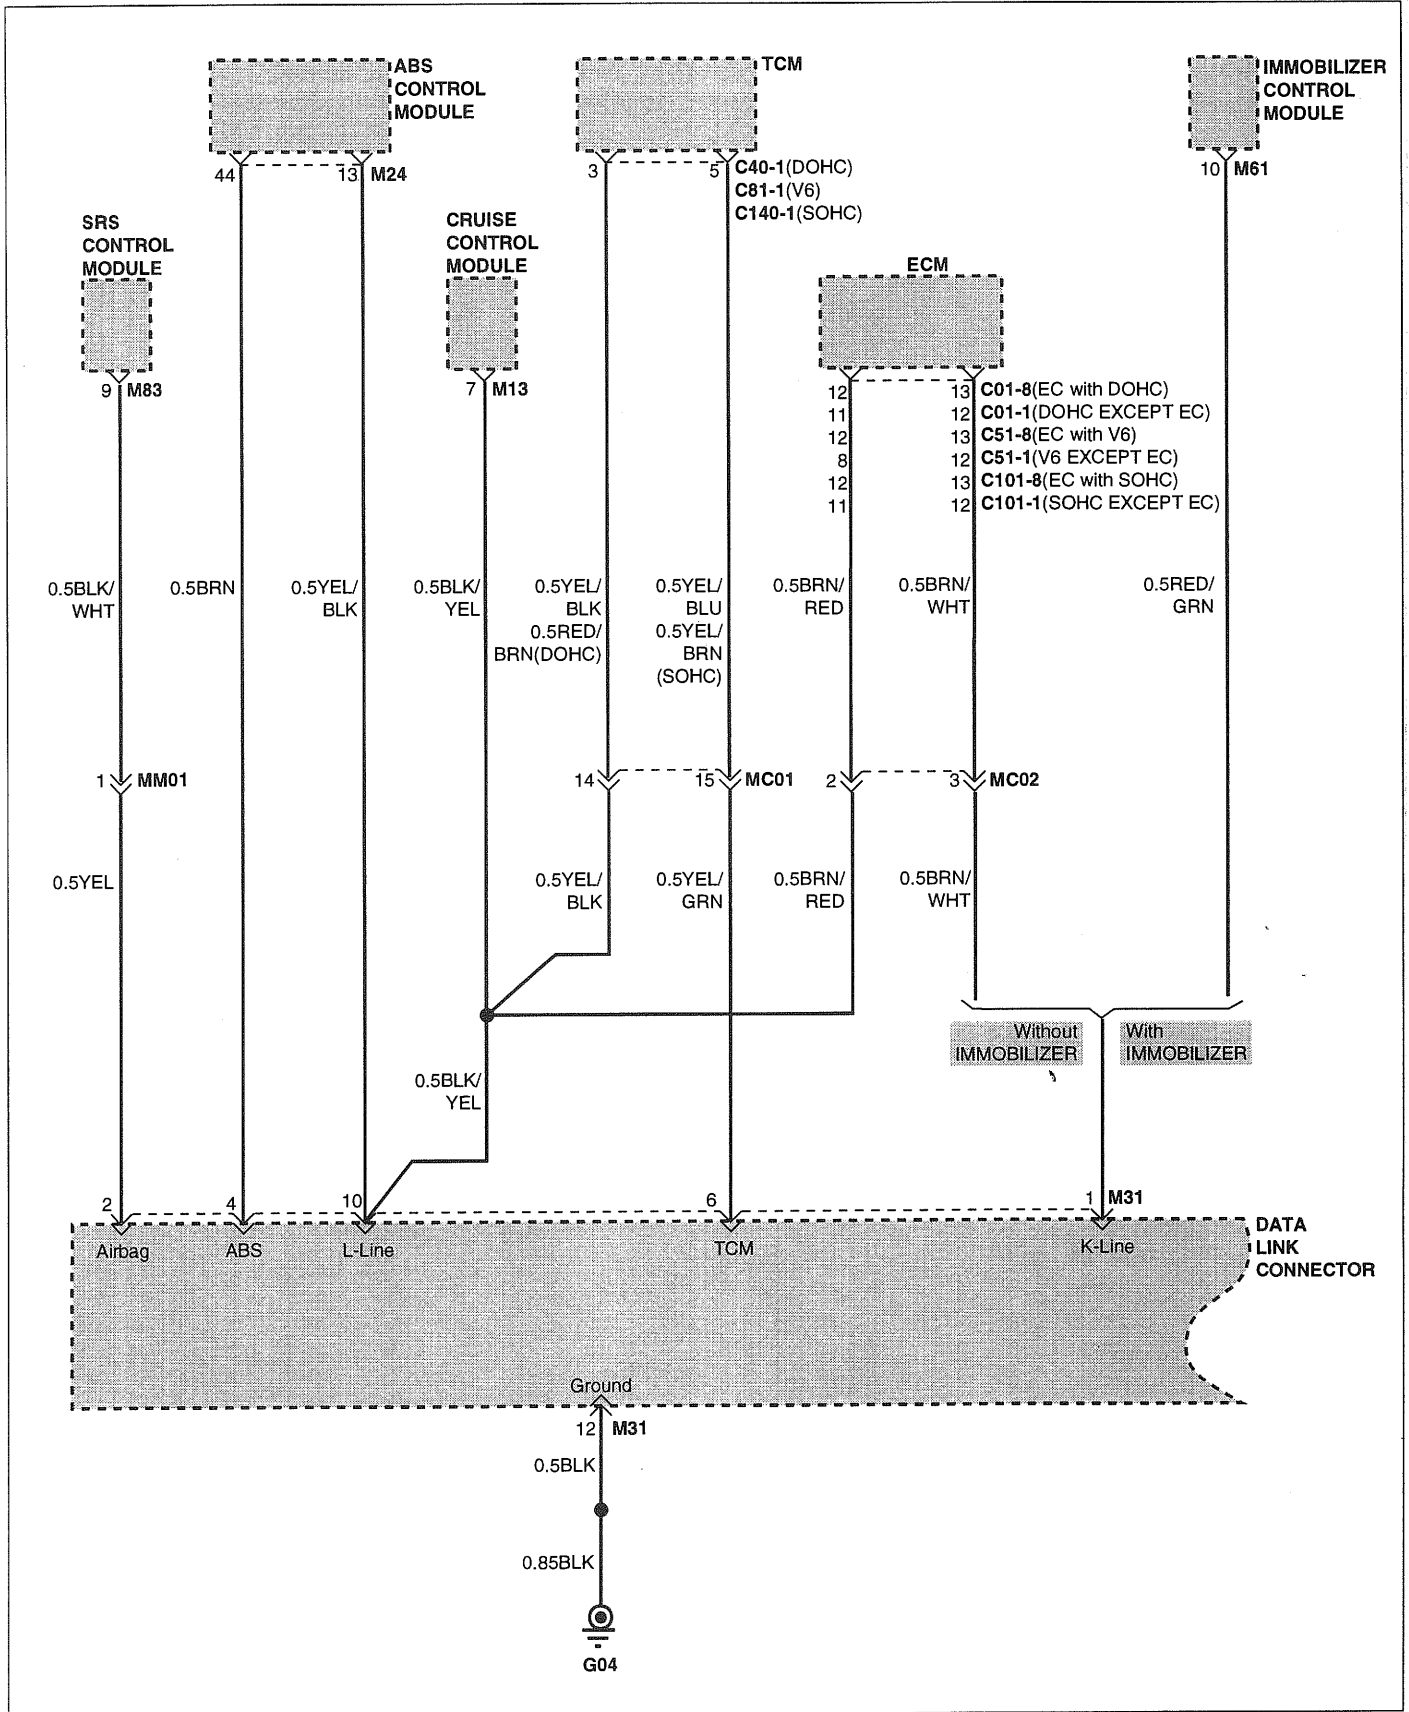 ABS
CONTROL
MODULE
TCM
IMMOBILIZER
CONTROL
MODULE
44
13 M24
3
5 C40-1(DOHC)
C81-1(V6)
C140-1(SOHC)
10 M61
SRS
CONTROL
MODULE
CRUISE
CONTROL
MODULE
ECM
9 M83
7 M13
12 13 C01-8(EC with DOHC)
11 12 C01-1(DOHC EXCEPT EC)
12 13 C51-8(EC with V6)
8 12 C51-1(V6 EXCEPT EC)
12 13 C101-8(EC with SOHC)
11 12 C101-1(SOHC EXCEPT EC)
0.5BLK/
WHT
0.5BRN
0.5YEL/
BLK
0.5BLK/
YEL
0.5YEL/
BLK
0.5RED/
BRN(DOHC)
0.5YEL/
BLU
0.5YEL/
BRN
(SOHC)
0.5BRN/
RED
0.5BRN/
WHT
0.5RED/
GRN
1 MM01
14
15 MC01
2
3 MC02
0.5YEL
0.5YEL/
BLK
0.5YEL/
GRN
0.5BRN/
RED
0.5BRN/
WHT
Without
IMMOBILIZER
With
IMMOBILIZER
0.5BLK/
YEL
2
4
10
6
1 M31
Airbag
ABS
L-Line
TCM
K-Line
DATA
LINK
CONNECTOR
Ground
12 M31
0.5BLK
0.85BLK
G04